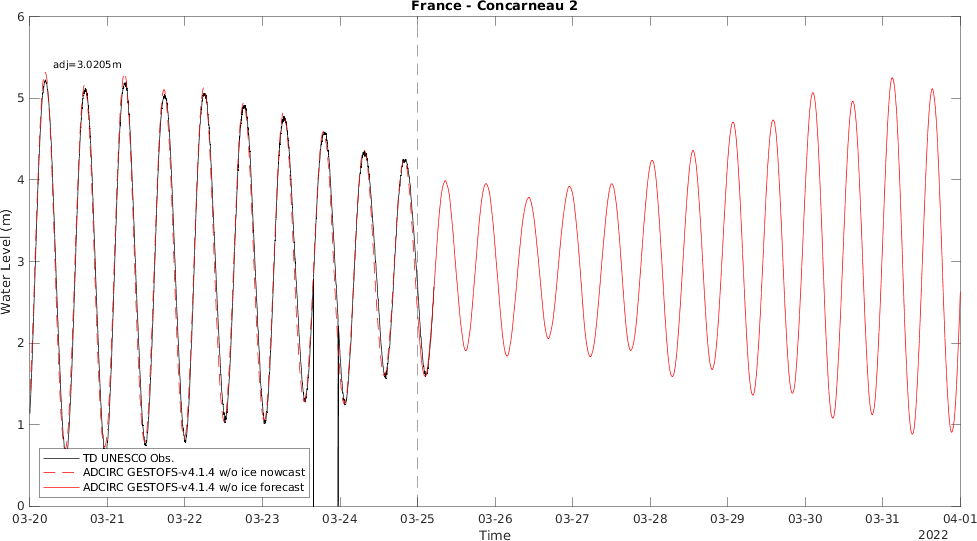 France - Concarneau 2
6
adj=3.0205m
5
4
3
2
1
0
Water Level (m)
TD UNESCO Obs.
ADCIRC GESTOFS-v4.1.4 w/o ice nowcast
ADCIRC GESTOFS-v4.1.4 w/o ice forecast
03-20 03-21 03-22 03-23 03-24 03-25 03-26 03-27 03-28 03-29 03-30 03-31 04-01
Time
2022